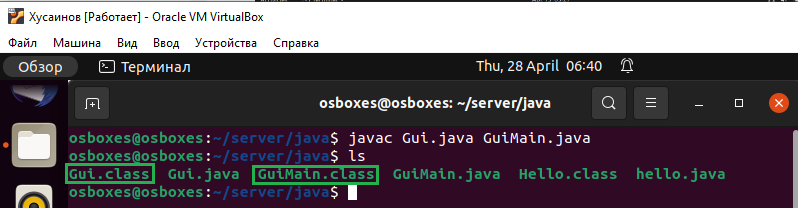 Хусаинов [Работает] - Oracle VM VirtualBox
Файл Машина Вид Ввод Устройства Справка
Обзор Терминал Thu, 28 April 06:40
osboxes@osboxes: ~/server/java
osboxes@osboxes:~/server/java$ javac Gui.java GuiMain.java
osboxes@osboxes:~/server/java$ ls
Gui.class Gui.java GuiMain.class GuiMain.java Hello.class hello.java
osboxes@osboxes:~/server/java$